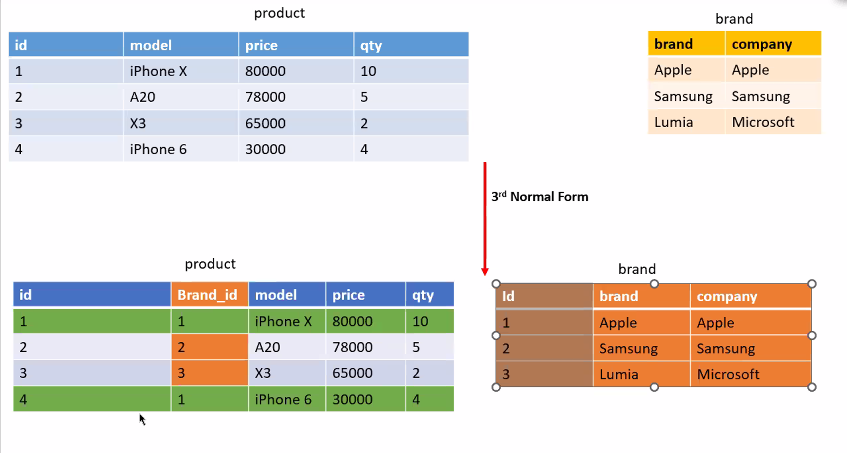 product
id model price qty
1 iPhone X 80000 10
2 A20 78000 5
3 X3 65000 2
4 iPhone 6 30000 4
brand
brand company
Apple Apple
Samsung Samsung
Lumia Microsoft
3rd Normal Form
product
id Brand_id model price qty
1 1 iPhone X 80000 10
2 2 A20 78000 5
3 3 X3 65000 2
4 1 iPhone 6 30000 4
brand
Id brand company
1 Apple Apple
2 Samsung Samsung
3 Lumia Microsoft